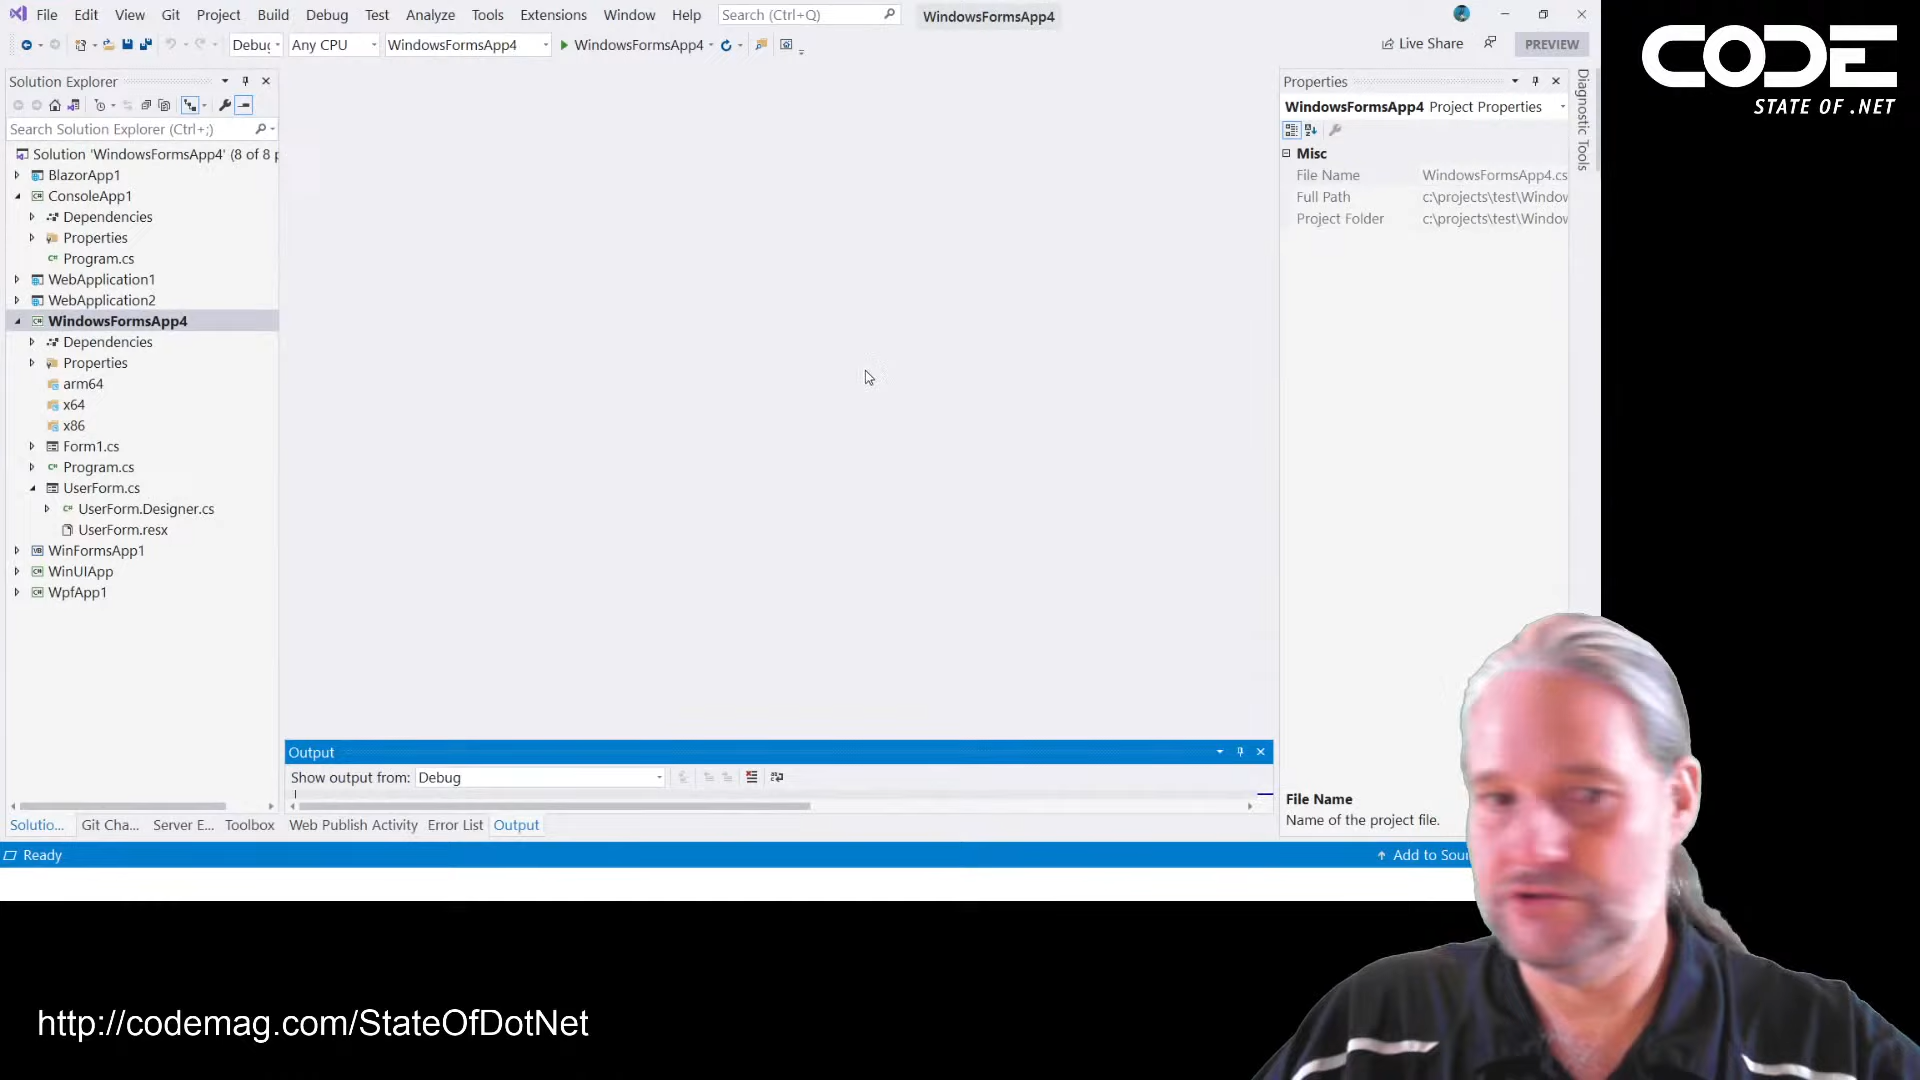 File Edit View Git Project Build Debug Test Analyze Tools Extensions Window Help Search (Ctrl+Q) WindowsFormsApp4
Any CPU WindowsFormsApp4 WindowsFormsApp4 Live Share PREVIEW
CODE
STATE OF .NET
Solution Explorer
Search Solution Explorer (Ctrl+;)
Solution 'WindowsFormsApp4' (8 of 8 p
BlazorApp1
ConsoleApp1
Dependencies
Properties
Program.cs
WebApplication1
WebApplication2
WindowsFormsApp4
Dependencies
Properties
arm64
x64
x86
Form1.cs
Program.cs
UserForm.cs
UserForm.Designer.cs
UserForm.resx
WinFormsApp1
WinUIApp
WpfApp1
Solutio... Git Cha... Server E... Toolbox
Output
Show output from: Debug
Web Publish Activity Error List Output
Properties
WindowsFormsApp4 Project Properties
Misc
File Name WindowsFormsApp4.cs
Full Path c:\projects\test\Window
Project Folder c:\projects\test\Window
File Name
Name of the project file.
Diagnostic Tools
Ready Add to Sou
http://codemag.com/StateOfDotNet